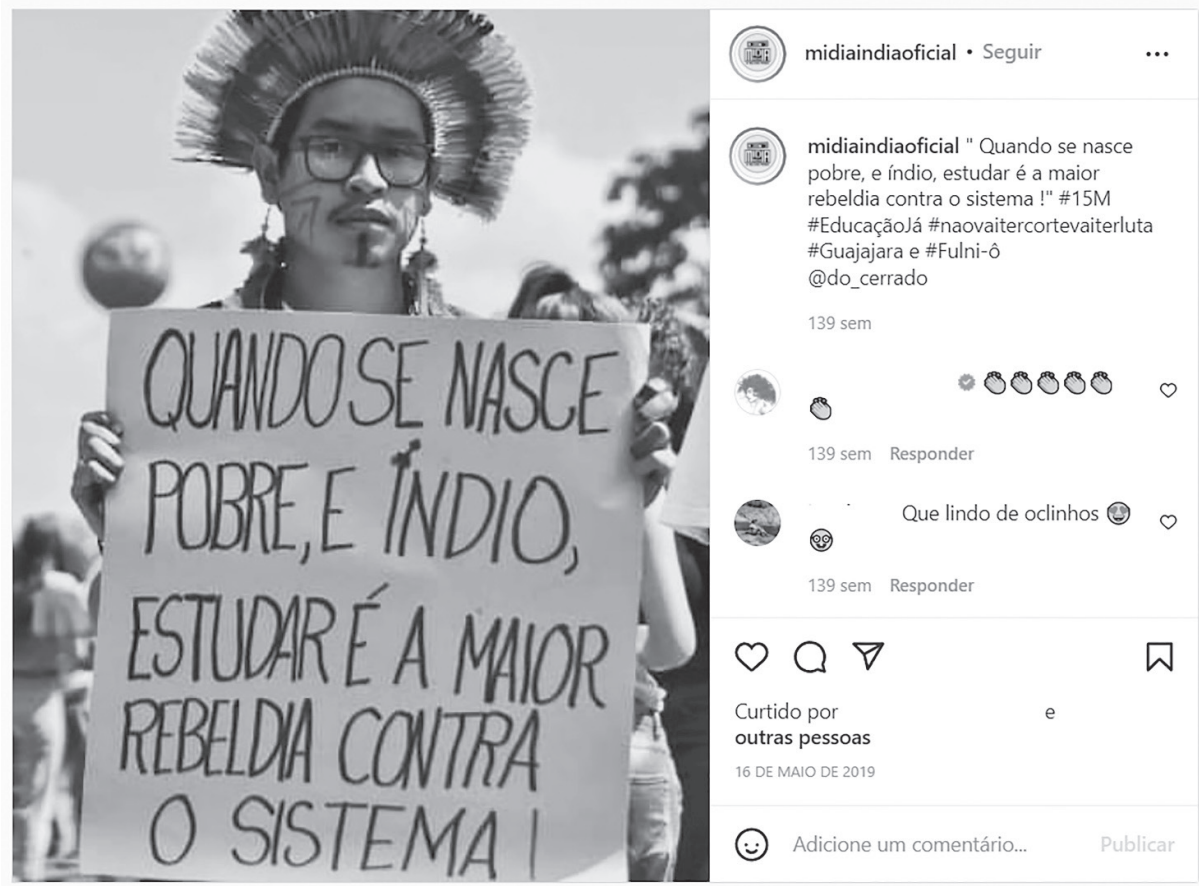 QUANDO SE NASCE
POBRE, E ÍNDIO,
ESTUDAR É A MAIOR
REBELDIA CONTRA
O SISTEMA!
midiaindiaoficial • Seguir
midiaindiaoficial " Quando se nasce
pobre, e índio, estudar é a maior
rebeldia contra o sistema !" #15M
#EducaçãoJá #naovaitercortevaiterluta
#Guajajara e #Fulni-ô
@do_cerrado
139 sem
👏👏👏👏👏
👏
139 sem Responder
Que lindo de oclinhos 😍
🤓
139 sem Responder
Curtido por e
outras pessoas
16 DE MAIO DE 2019
Adicione um comentário... Publicar